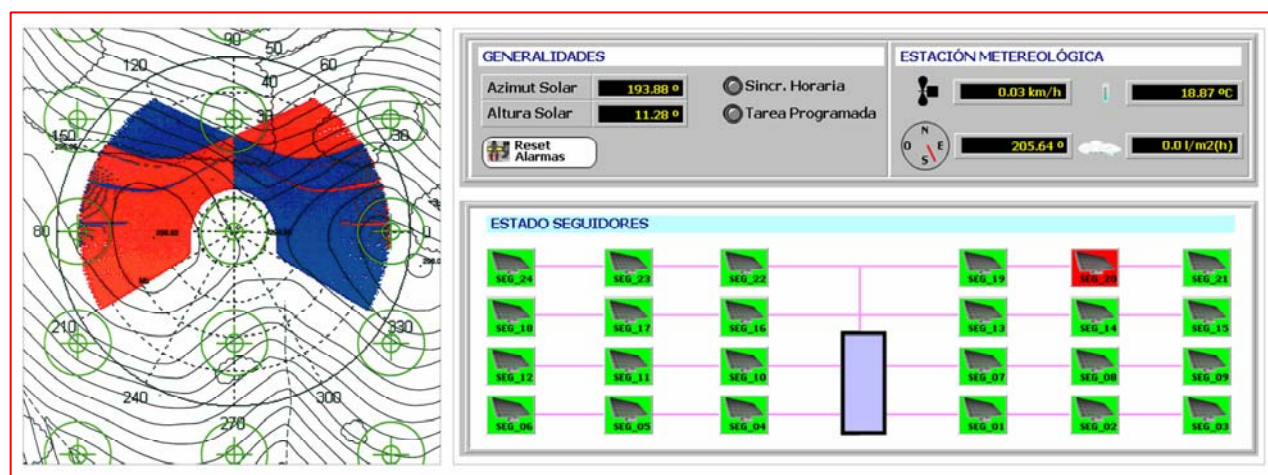 90
50
120
60
40
30
150
30
80
0
210
330
240
300
270
GENERALIDADES
Azimut Solar 193.88 º
Altura Solar 11.28 º
Sincr. Horaria
Tarea Programada
Reset
Alarmas
ESTACIÓN METEREOLÓGICA
0.03 km/h
18.87 ºC
N
O E
S
205.64 º
0.0 l/m2(h)
ESTADO SEGUIDORES
SEG_24 SEG_23 SEG_22 SEG_19 SEG_20 SEG_21
SEG_18 SEG_17 SEG_16 SEG_13 SEG_14 SEG_15
SEG_12 SEG_11 SEG_10 SEG_07 SEG_08 SEG_09
SEG_06 SEG_05 SEG_04 SEG_01 SEG_02 SEG_03